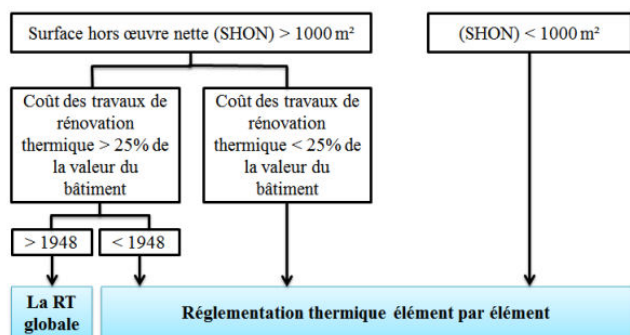 Surface hors œuvre nette (SHON) > 1000 m²
(SHON) < 1000 m²
Coût des travaux de
rénovation
thermique > 25% de
la valeur du
bâtiment
Coût des travaux de
rénovation
thermique < 25% de
la valeur du
bâtiment
> 1948
< 1948
La RT
globale
Réglementation thermique élément par élément